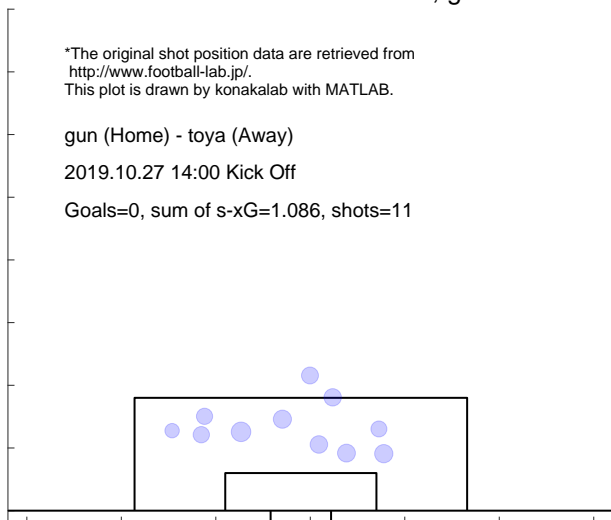 *The original shot position data are retrieved from
http://www.football-lab.jp/.
This plot is drawn by konakalab with MATLAB.
gun (Home) - toya (Away)
2019.10.27 14:00 Kick Off
Goals=0, sum of s-xG=1.086, shots=11